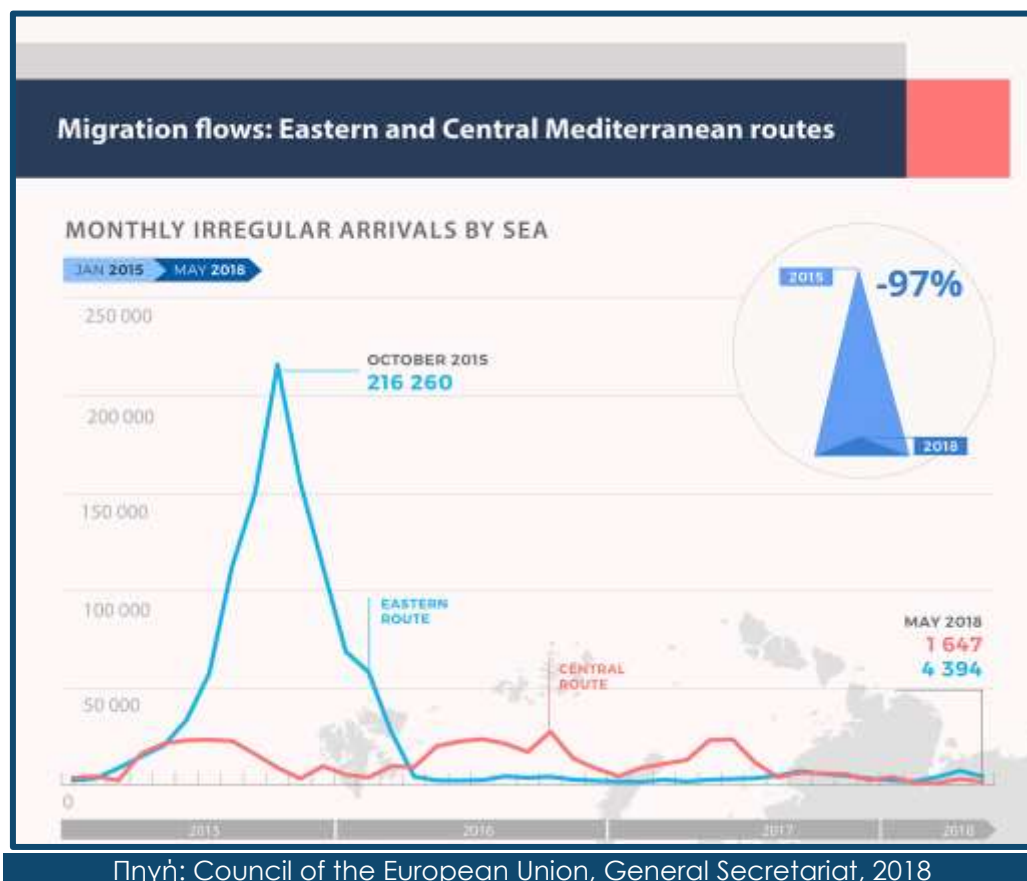 Migration flows: Eastern and Central Mediterranean routes
MONTHLY IRREGULAR ARRIVALS BY SEA
JAN 2015 MAY 2018
250 000
200 000
150 000
100 000
50 000
0
OCTOBER 2015
216 260
EASTERN
ROUTE
CENTRAL
ROUTE
2015
-97%
2018
MAY 2018
1 647
4 394
2015 2016 2017 2018
Πηγή: Council of the European Union, General Secretariat, 2018